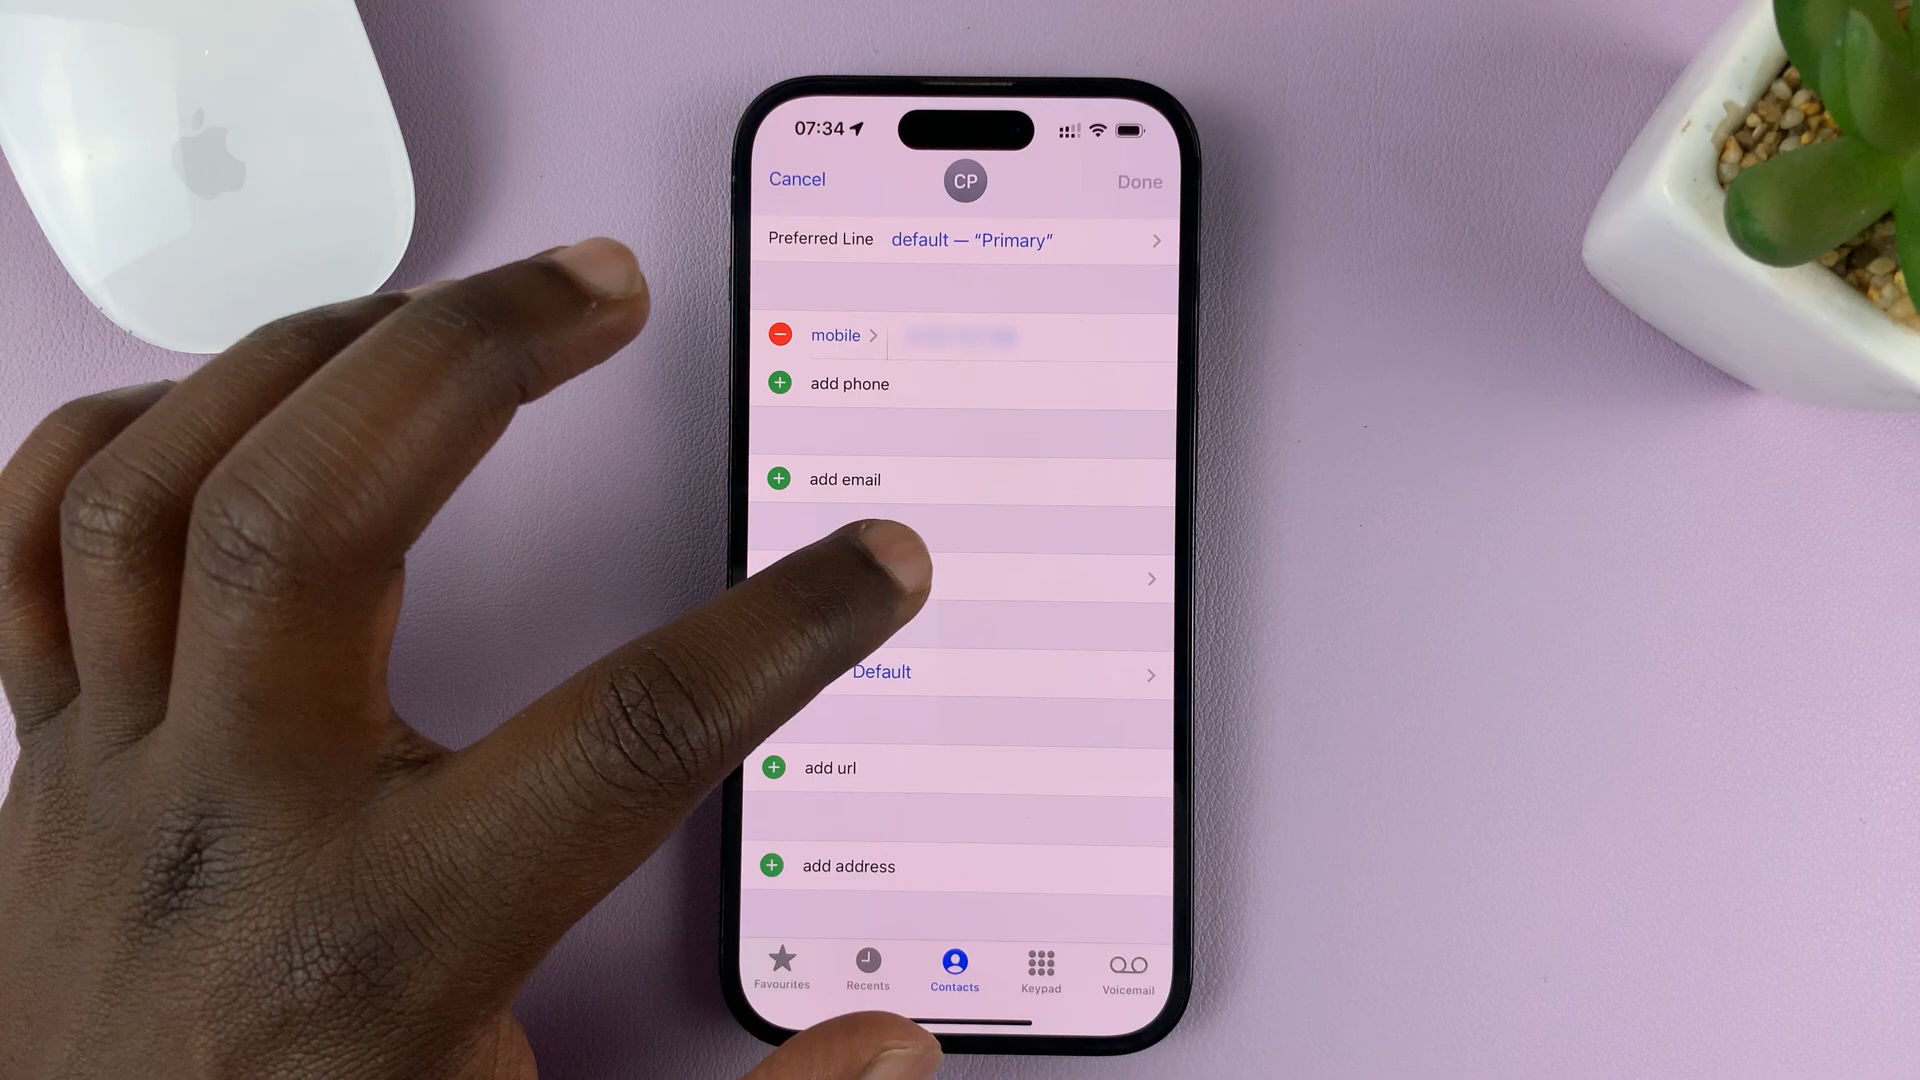 07:34
Cancel
CP
Done
Preferred Line default — “Primary”
mobile
add phone
add email
Default
add url
add address
Favourites
Recents
Contacts
Keypad
Voicemail